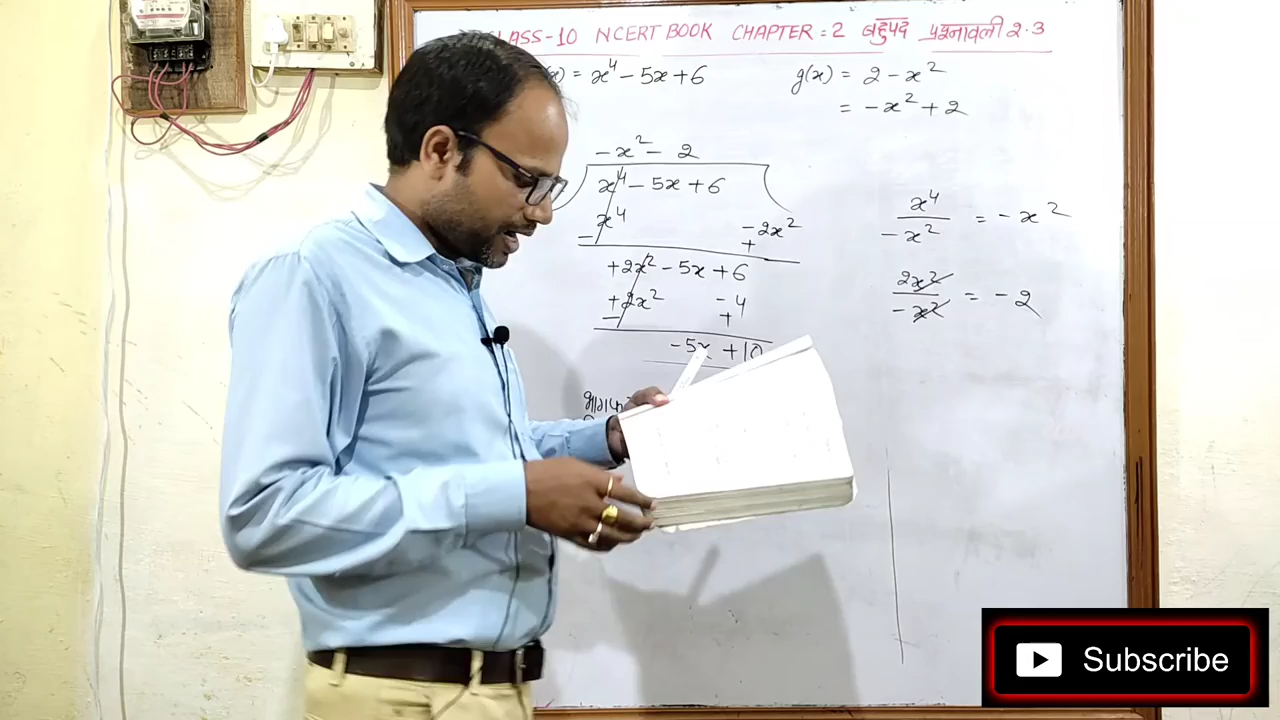 CLASS-10 NCERT BOOK CHAPTER = 2 बहुपद प्रश्नावली 2.3
(x) = x⁴ - 5x + 6
g(x) = 2 - x²
= -x² + 2
-x² - 2
x⁴ - 5x + 6
x⁴ - 2x²
- +
+2x² - 5x + 6
+2x² - 4
- +
-5x + 10
x⁴ / -x² = -x²
2x² / -x² = -2
Subscribe